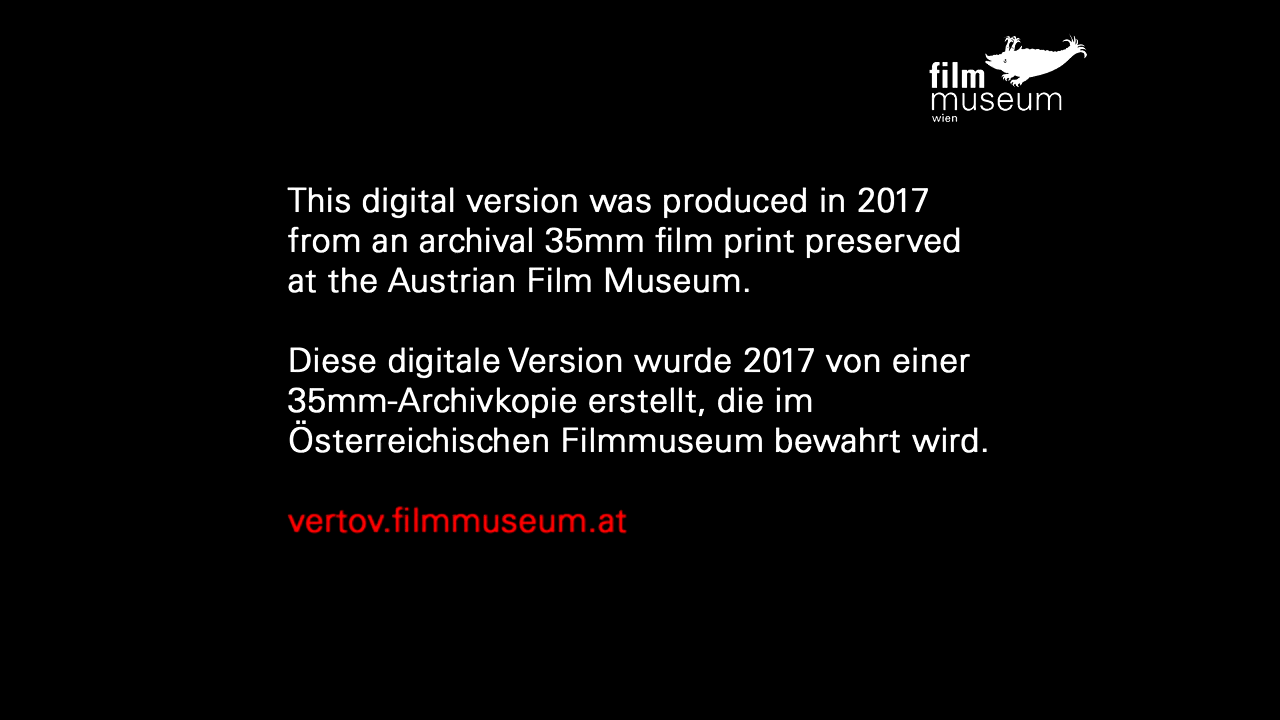 film
museum
wien
This digital version was produced in 2017
from an archival 35mm film print preserved
at the Austrian Film Museum.
Diese digitale Version wurde 2017 von einer
35mm-Archivkopie erstellt, die im
Österreichischen Filmmuseum bewahrt wird.
vertov.filmmuseum.at